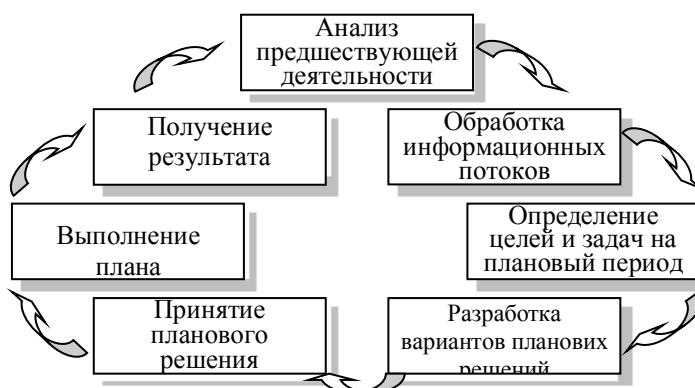 Анализ
предшествующей
деятельности
Обработка
информационных
потоков
Определение
целей и задач на
плановый период
Разработка
вариантов планових
решений
Принятие
планового
решения
Выполнение
плана
Получение
результата